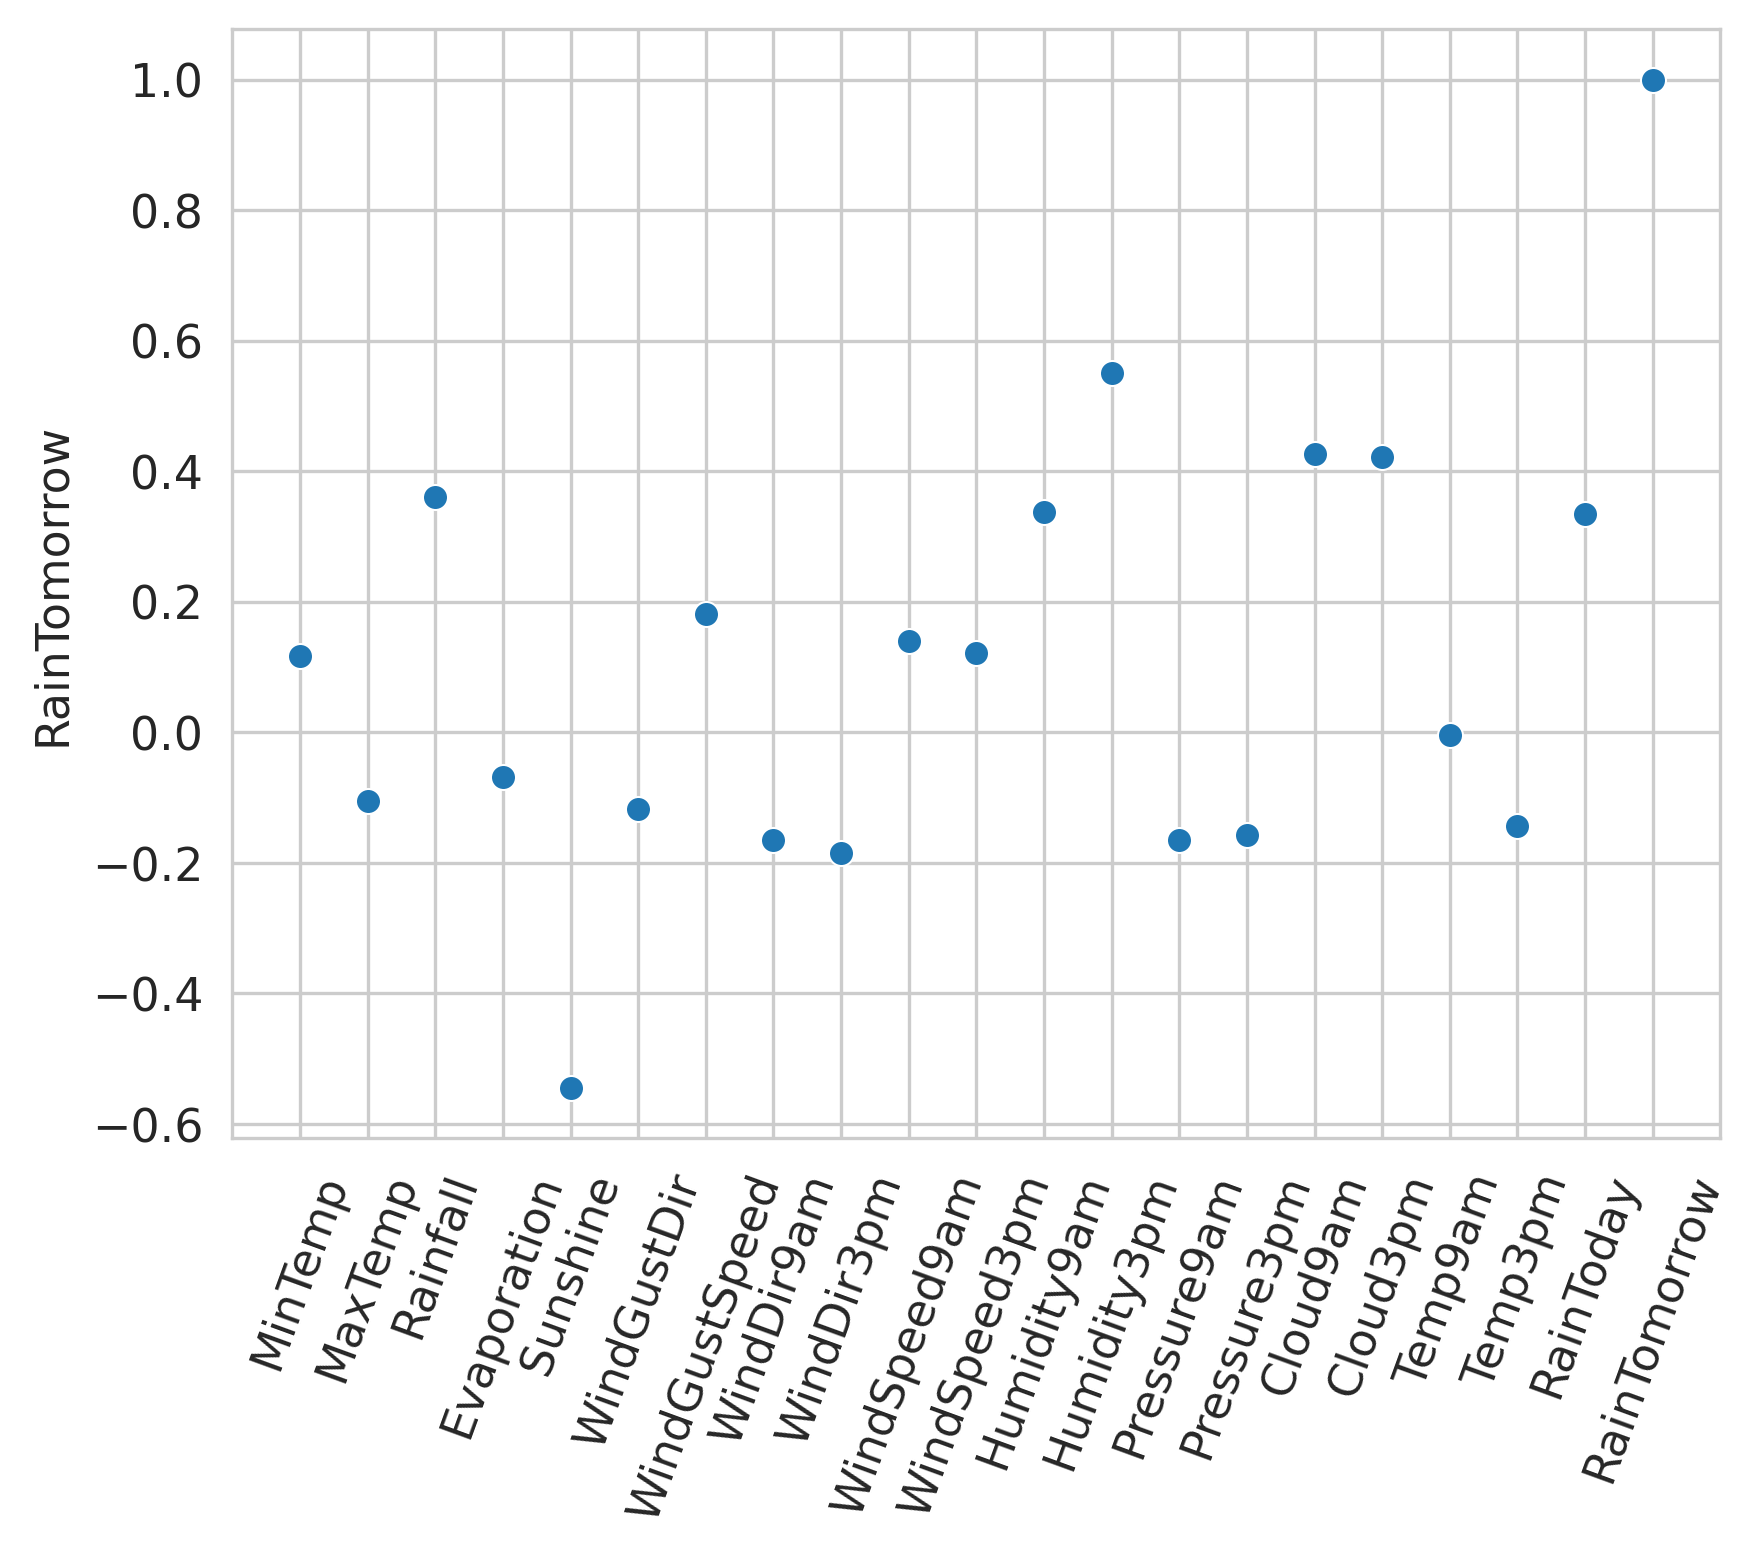 1.0
0.8
0.6
0.4
0.2
0.0
−0.2
−0.4
−0.6
RainTomorrow
MinTemp
MaxTemp
Rainfall
Evaporation
Sunshine
WindGustDir
WindGustSpeed
WindDir9am
WindDir3pm
WindSpeed9am
WindSpeed3pm
Humidity9am
Humidity3pm
Pressure9am
Pressure3pm
Cloud9am
Cloud3pm
Temp9am
Temp3pm
RainToday
RainTomorrow